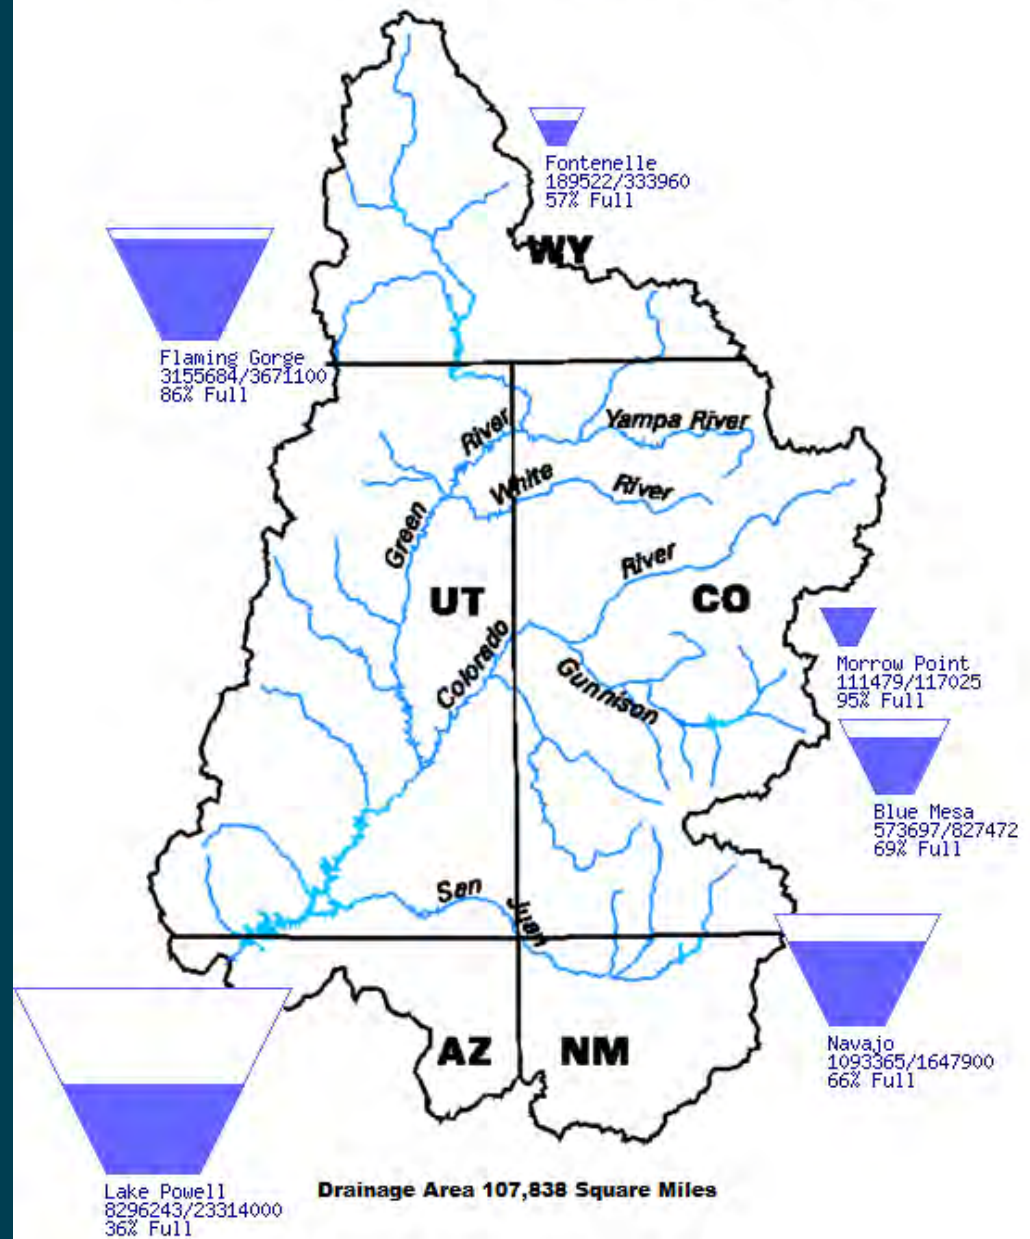 Fontenelle
189522/333960
57% Full
WY
Flaming Gorge
3155684/3671100
86% Full
Yampa River
Green River
White River
UT
CO
Colorado River
Gunnison
Morrow Point
111479/117025
95% Full
Blue Mesa
573697/827472
69% Full
San Juan
AZ
NM
Navajo
1093365/1647900
66% Full
Lake Powell
8296243/23314000
36% Full
Drainage Area 107,838 Square Miles